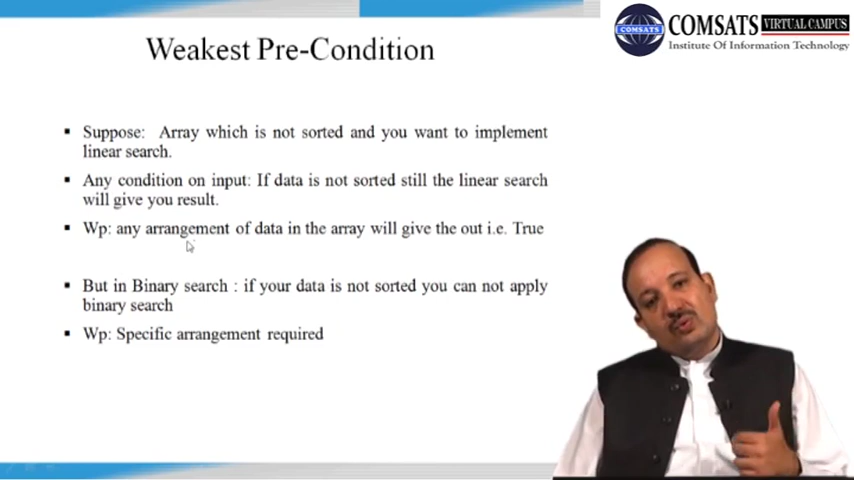 COMSATS VIRTUAL CAMPUS
COMSATS
Institute Of Information Technology
Weakest Pre-Condition
Suppose: Array which is not sorted and you want to implement
linear search.
Any condition on input: If data is not sorted still the linear search
will give you result.
Wp: any arrangement of data in the array will give the out i.e. True
But in Binary search : if your data is not sorted you can not apply
binary search
Wp: Specific arrangement required